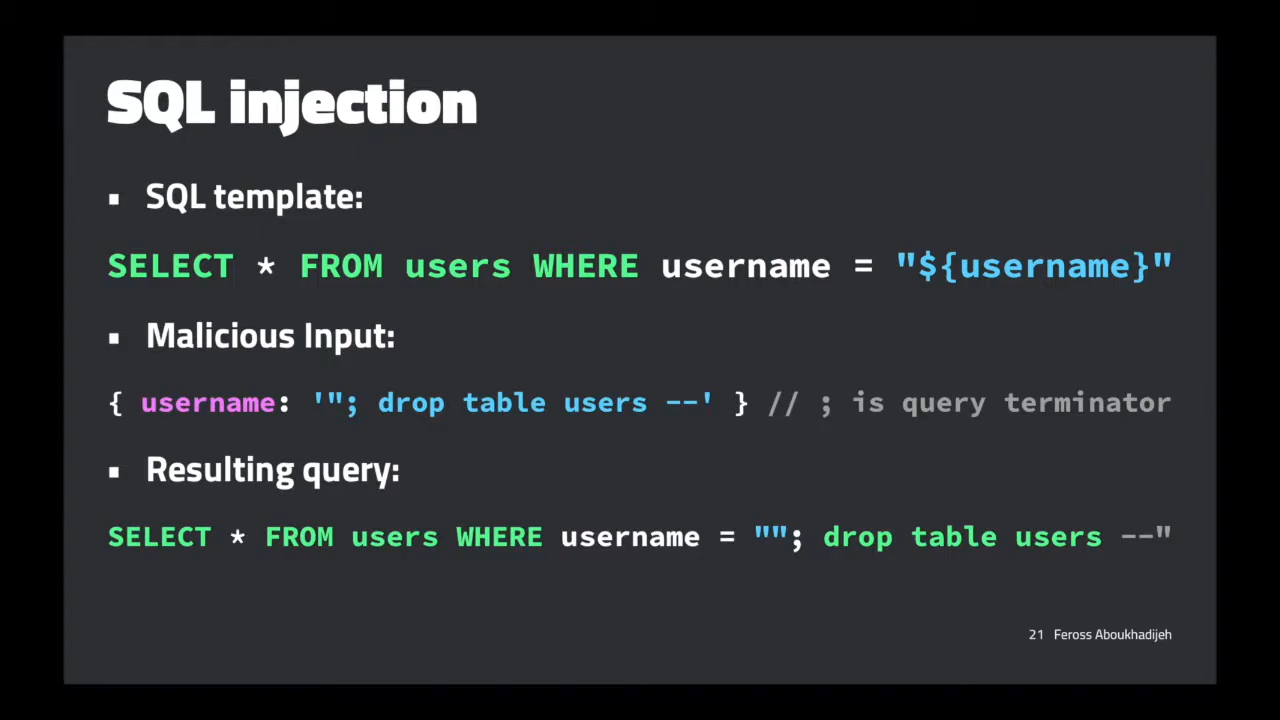 SQL injection
▪ SQL template:
SELECT * FROM users WHERE username = "${username}"
▪ Malicious Input:
{ username: '"; drop table users --' } // ; is query terminator
▪ Resulting query:
SELECT * FROM users WHERE username = ""; drop table users --"
21 Feross Aboukhadijeh